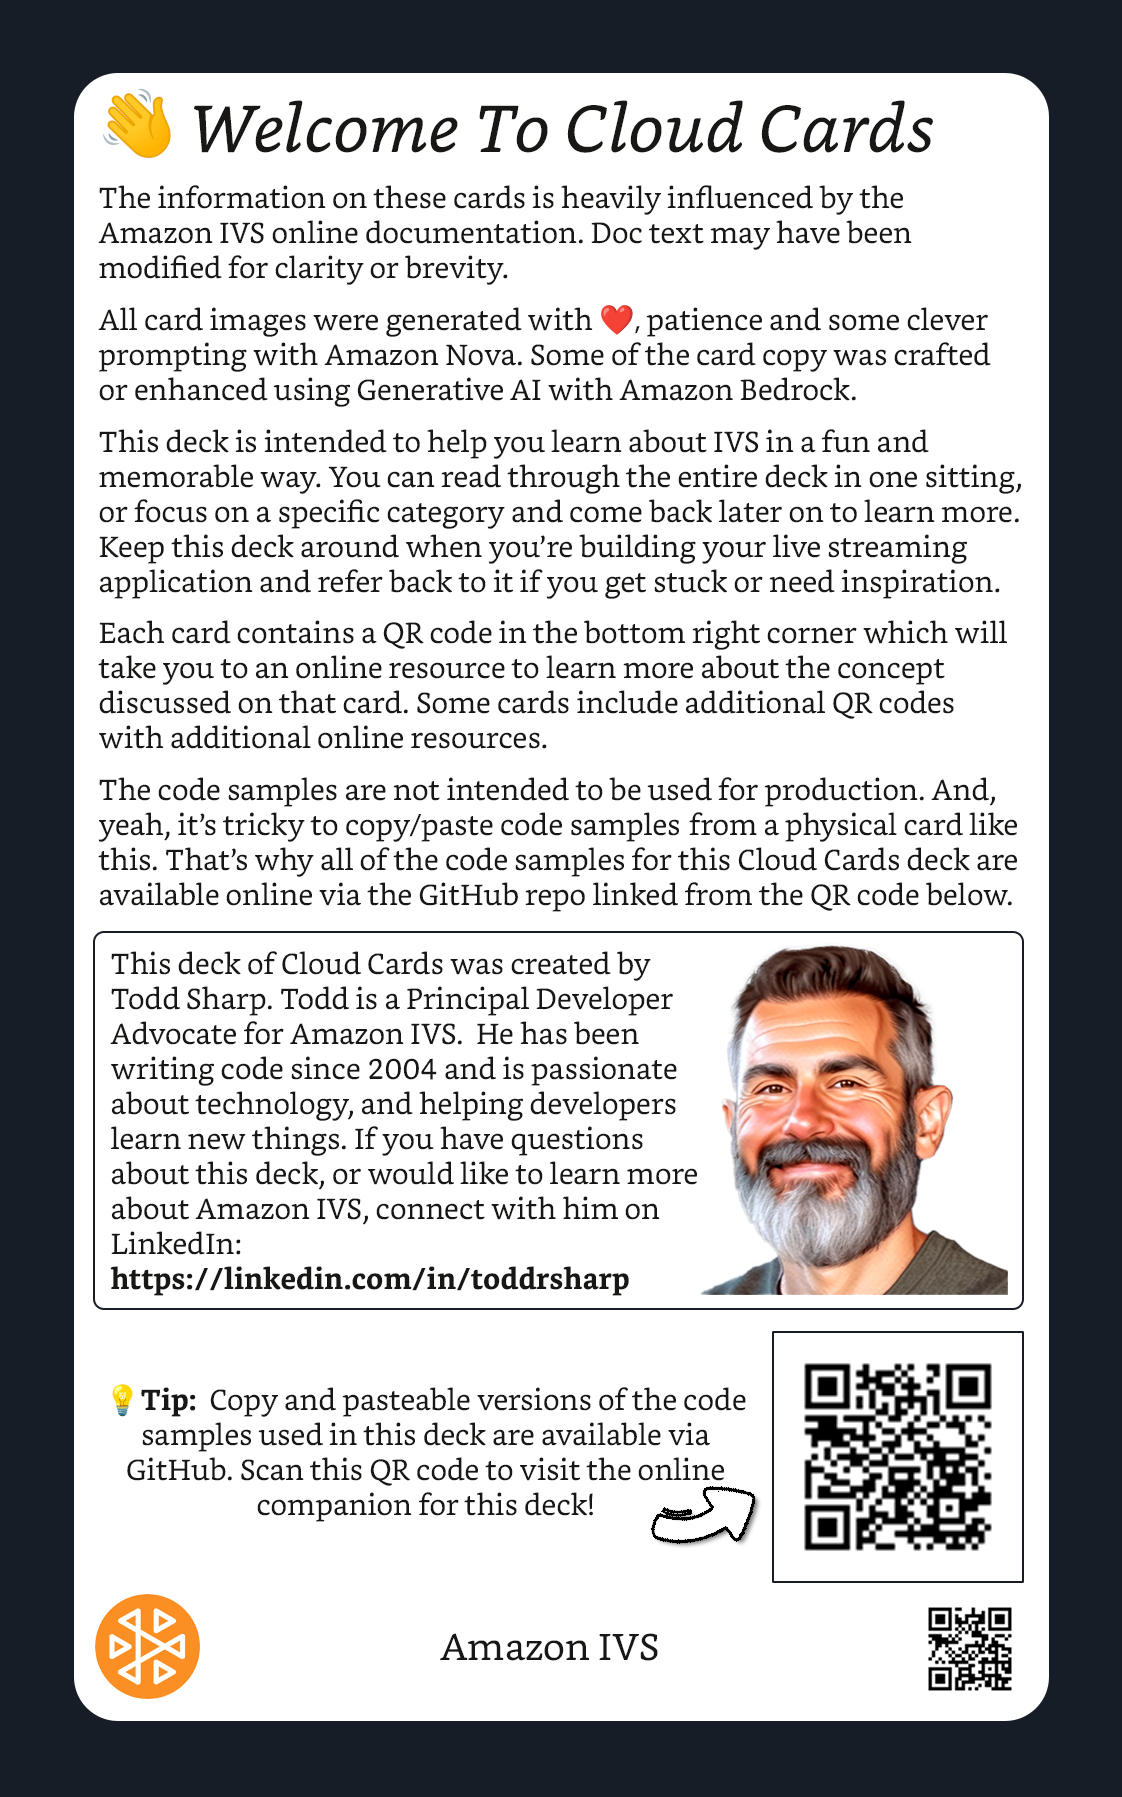 👋 Welcome To Cloud Cards
The information on these cards is heavily influenced by the
Amazon IVS online documentation. Doc text may have been
modified for clarity or brevity.
All card images were generated with ❤️, patience and some clever
prompting with Amazon Nova. Some of the card copy was crafted
or enhanced using Generative AI with Amazon Bedrock.
This deck is intended to help you learn about IVS in a fun and
memorable way. You can read through the entire deck in one sitting,
or focus on a specific category and come back later on to learn more.
Keep this deck around when you’re building your live streaming
application and refer back to it if you get stuck or need inspiration.
Each card contains a QR code in the bottom right corner which will
take you to an online resource to learn more about the concept
discussed on that card. Some cards include additional QR codes
with additional online resources.
The code samples are not intended to be used for production. And,
yeah, it’s tricky to copy/paste code samples from a physical card like
this. That’s why all of the code samples for this Cloud Cards deck are
available online via the GitHub repo linked from the QR code below.
This deck of Cloud Cards was created by
Todd Sharp. Todd is a Principal Developer
Advocate for Amazon IVS.  He has been
writing code since 2004 and is passionate
about technology, and helping developers
learn new things. If you have questions
about this deck, or would like to learn more
about Amazon IVS, connect with him on
LinkedIn:
https://linkedin.com/in/toddrsharp
💡Tip:  Copy and pasteable versions of the code
samples used in this deck are available via
GitHub. Scan this QR code to visit the online
companion for this deck!
Amazon IVS